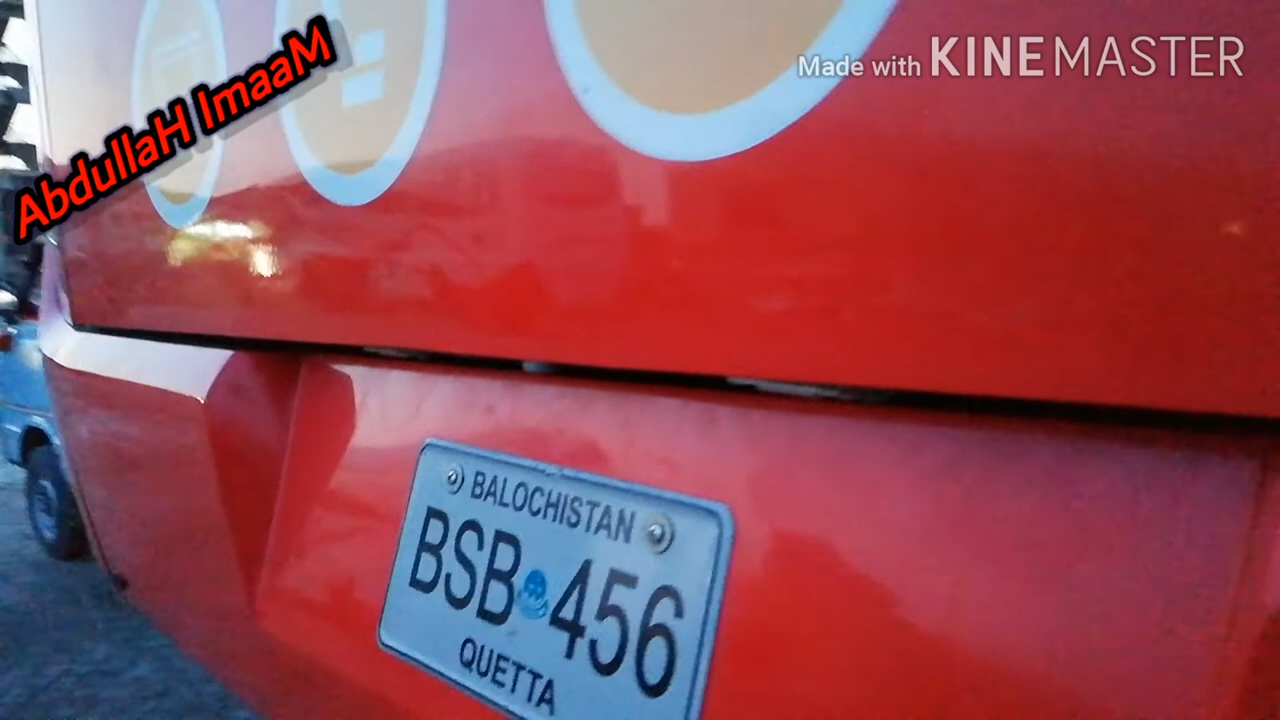 Made with KINEMASTER
AbdullaH ImaaM
BALOCHISTAN
BSB 456
QUETTA